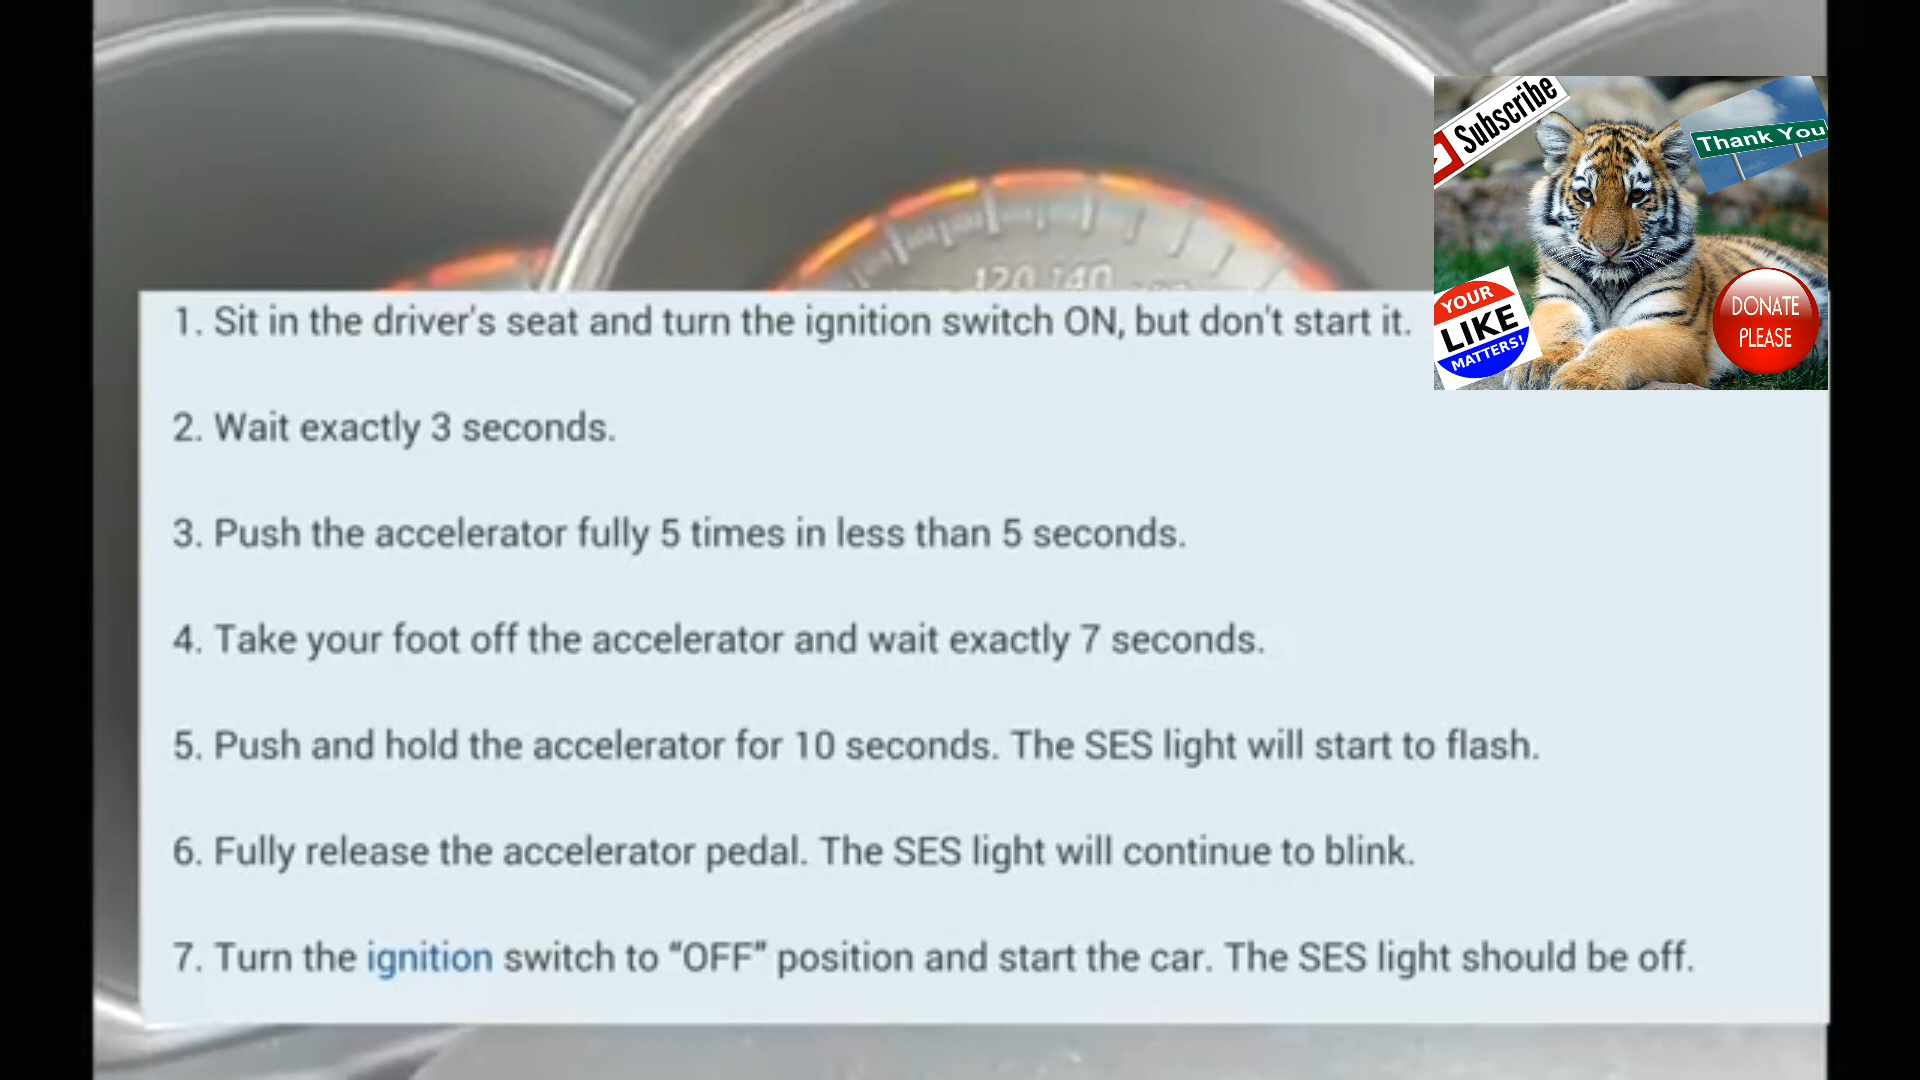 Subscribe
Thank You
120 140
1. Sit in the driver's seat and turn the ignition switch ON, but don't start it.
YOUR
LIKE
MATTERS!
DONATE
PLEASE
2. Wait exactly 3 seconds.
3. Push the accelerator fully 5 times in less than 5 seconds.
4. Take your foot off the accelerator and wait exactly 7 seconds.
5. Push and hold the accelerator for 10 seconds. The SES light will start to flash.
6. Fully release the accelerator pedal. The SES light will continue to blink.
7. Turn the ignition switch to “OFF” position and start the car. The SES light should be off.